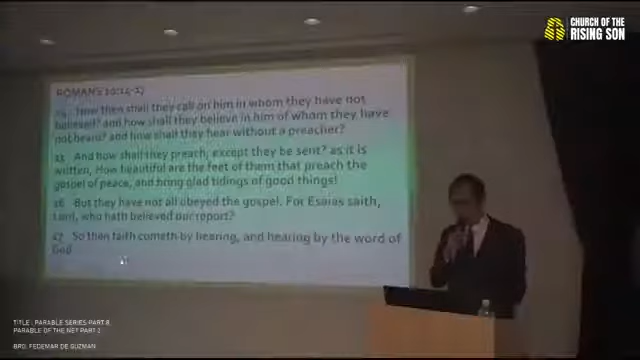 CHURCH OF THE
RISING SON
ROMANS 10:14-17
14 How then shall they call on him in whom they have not
believed? and how shall they believe in him of whom they have
not heard? and how shall they hear without a preacher?
15 And how shall they preach, except they be sent? as it is
written, How beautiful are the feet of them that preach the
gospel of peace, and bring glad tidings of good things!
16 But they have not all obeyed the gospel. For Esaias saith,
Lord, who hath believed our report?
17 So then faith cometh by hearing, and hearing by the word of
God
TITLE : PARABLE SERIES PART 8
PARABLE OF THE NET PART
BRO. FEDEMAR DE GUZMAN